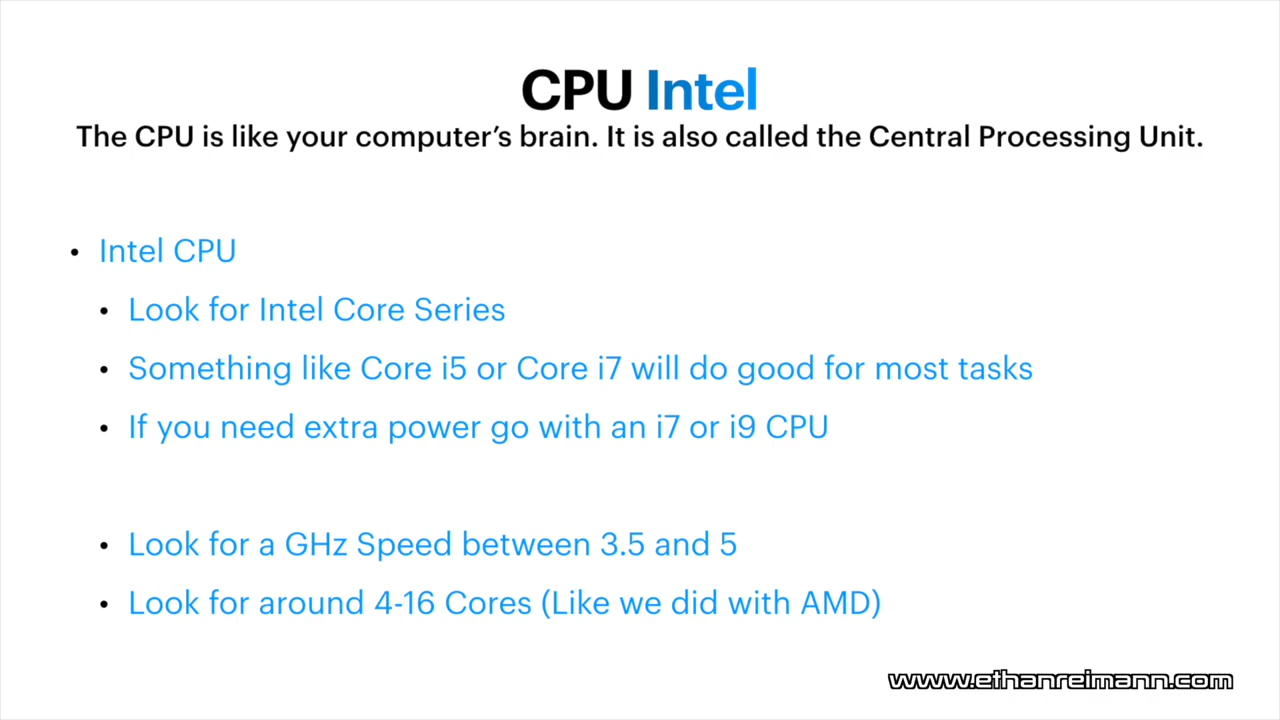 CPU Intel
The CPU is like your computer’s brain. It is also called the Central Processing Unit.
• Intel CPU
• Look for Intel Core Series
• Something like Core i5 or Core i7 will do good for most tasks
• If you need extra power go with an i7 or i9 CPU
• Look for a GHz Speed between 3.5 and 5
• Look for around 4-16 Cores (Like we did with AMD)
www.ethanreimann.com